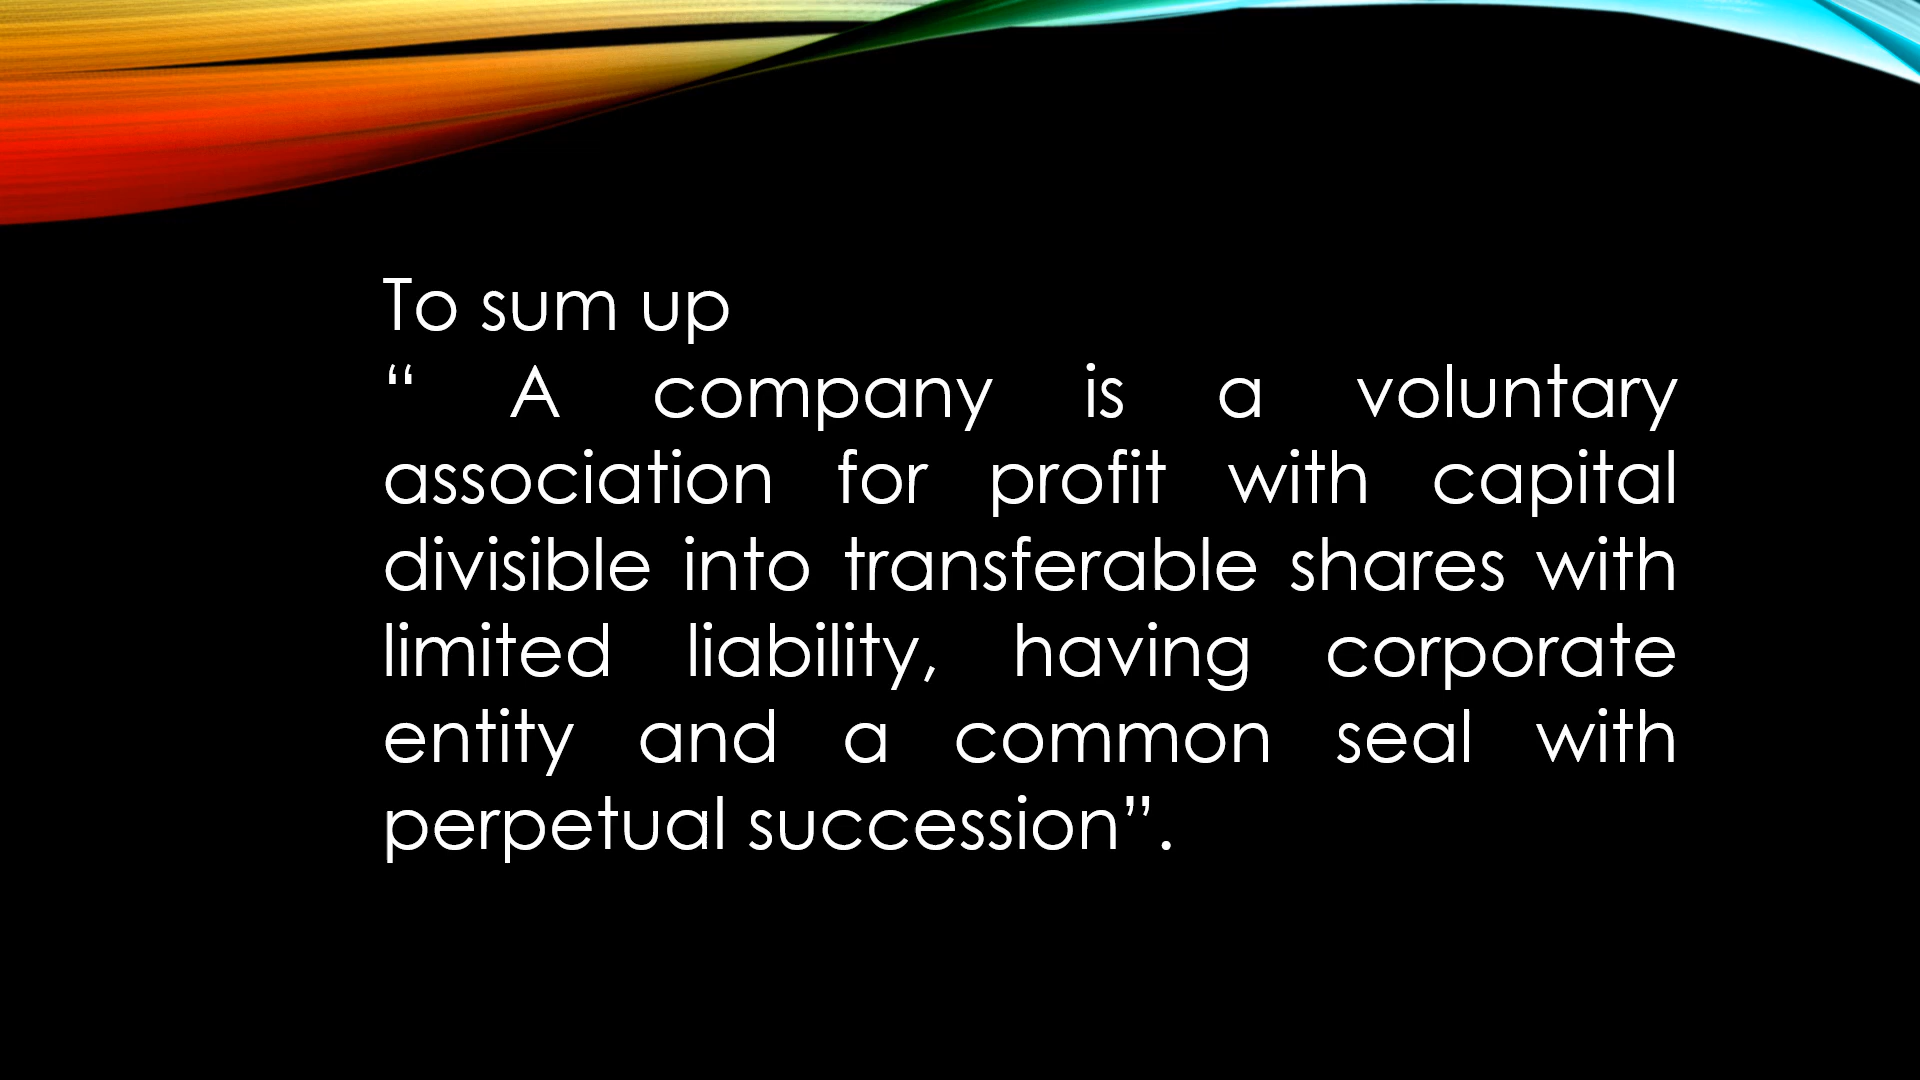 To sum up
“ A company is a voluntary
association for profit with capital
divisible into transferable shares with
limited liability, having corporate
entity and a common seal with
perpetual succession”.